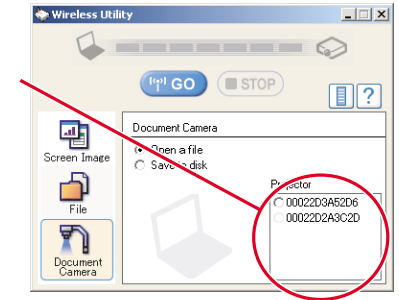 Wireless Utility
GO
STOP
?
Document Camera
Open a file
Save to disk
Screen Image
File
Document
Camera
Projector
00022D3A52D6
00022D2A3C2D